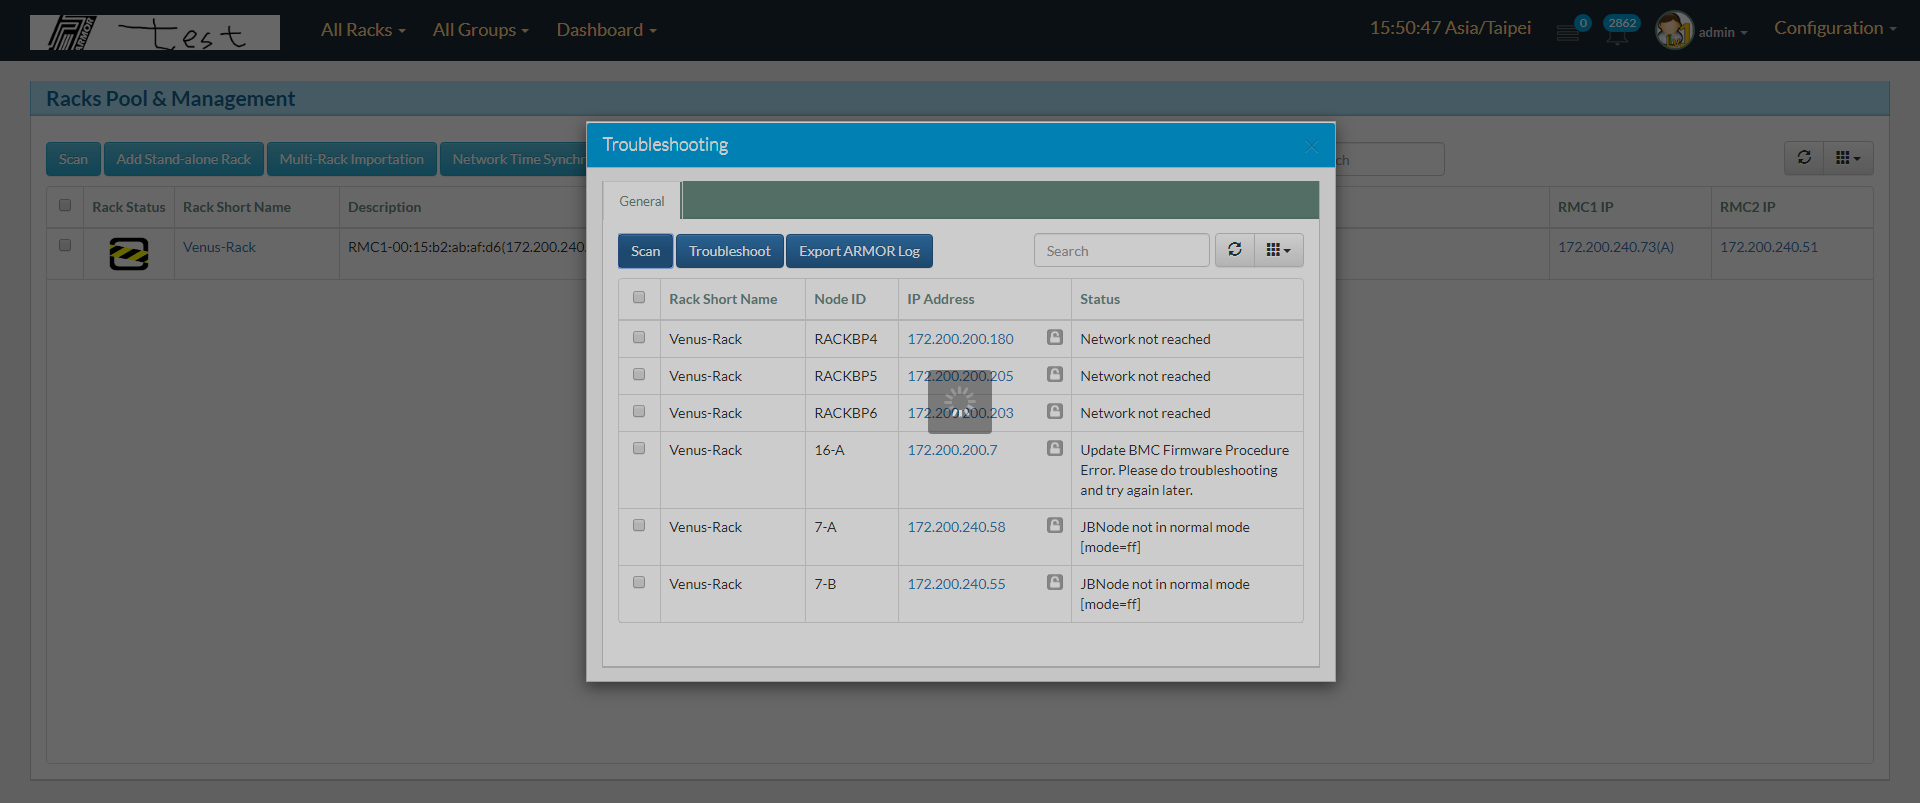 ARMOR test All Racks All Groups Dashboard 15:50:47 Asia/Taipei 0 2862 admin Configuration
Racks Pool & Management
Scan Add Stand-alone Rack Multi-Rack Importation Network Time Synchr ch
Rack Status Rack Short Name Description RMC1 IP RMC2 IP
Venus-Rack RMC1-00:15:b2:ab:af:d6(172.200.240. 172.200.240.73(A) 172.200.240.51
Troubleshooting
General
Scan Troubleshoot Export ARMOR Log Search
Rack Short Name Node ID IP Address Status
Venus-Rack RACKBP4 172.200.200.180 Network not reached
Venus-Rack RACKBP5 172.200.200.205 Network not reached
Venus-Rack RACKBP6 172.200.200.203 Network not reached
Venus-Rack 16-A 172.200.200.7 Update BMC Firmware Procedure
Error. Please do troubleshooting
and try again later.
Venus-Rack 7-A 172.200.240.58 JBNode not in normal mode
[mode=ff]
Venus-Rack 7-B 172.200.240.55 JBNode not in normal mode
[mode=ff]